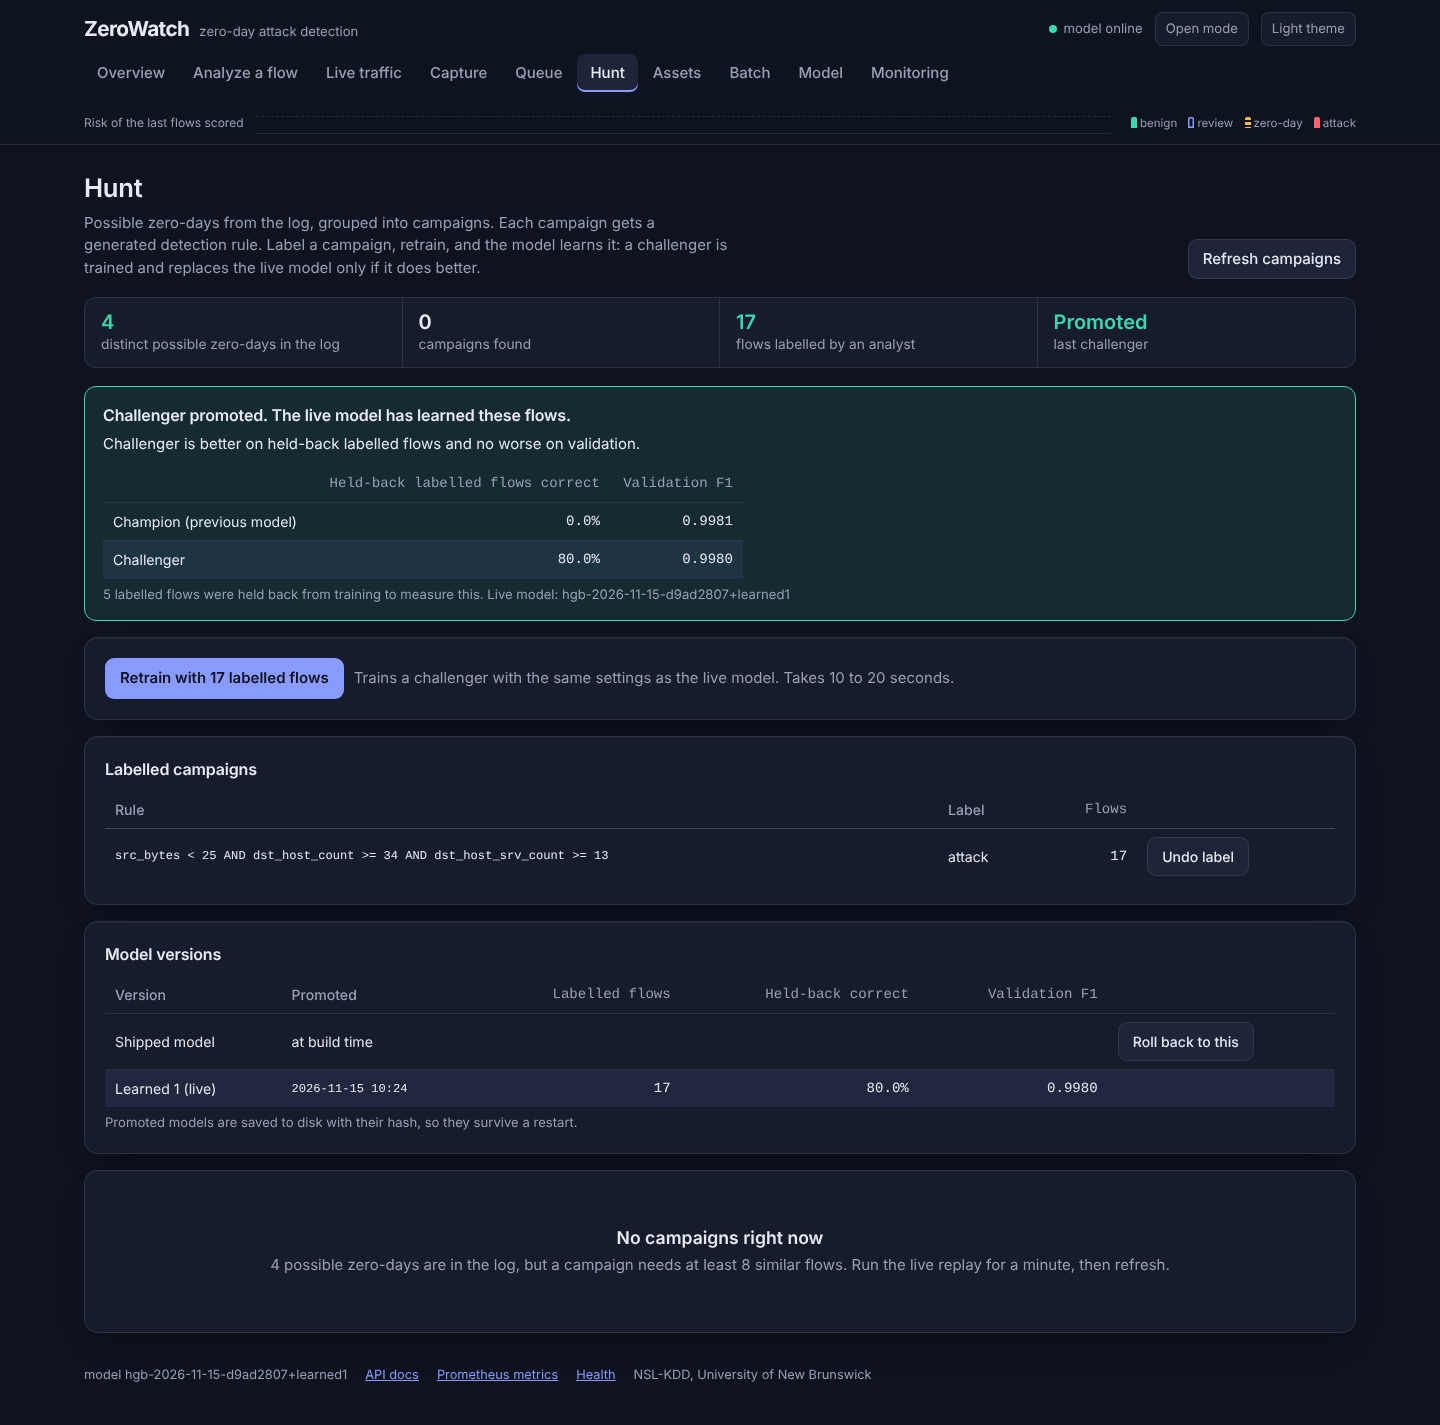 ZeroWatch zero-day attack detection
model online Open mode Light theme
Overview Analyze a flow Live traffic Capture Queue Hunt Assets Batch Model Monitoring
Risk of the last flows scored benign review zero-day attack
Hunt
Possible zero-days from the log, grouped into campaigns. Each campaign gets a
generated detection rule. Label a campaign, retrain, and the model learns it: a challenger is
trained and replaces the live model only if it does better.
Refresh campaigns
4 0 17 Promoted
distinct possible zero-days in the log campaigns found flows labelled by an analyst last challenger
Challenger promoted. The live model has learned these flows.
Challenger is better on held-back labelled flows and no worse on validation.
Held-back labelled flows correct Validation F1
Champion (previous model) 0.0% 0.9981
Challenger 80.0% 0.9980
5 labelled flows were held back from training to measure this. Live model: hgb-2026-11-15-d9ad2807+learned1
Retrain with 17 labelled flows Trains a challenger with the same settings as the live model. Takes 10 to 20 seconds.
Labelled campaigns
Rule Label Flows
src_bytes < 25 AND dst_host_count >= 34 AND dst_host_srv_count >= 13 attack 17 Undo label
Model versions
Version Promoted Labelled flows Held-back correct Validation F1
Shipped model at build time Roll back to this
Learned 1 (live) 2026-11-15 10:24 17 80.0% 0.9980
Promoted models are saved to disk with their hash, so they survive a restart.
No campaigns right now
4 possible zero-days are in the log, but a campaign needs at least 8 similar flows. Run the live replay for a minute, then refresh.
model hgb-2026-11-15-d9ad2807+learned1 API docs Prometheus metrics Health NSL-KDD, University of New Brunswick